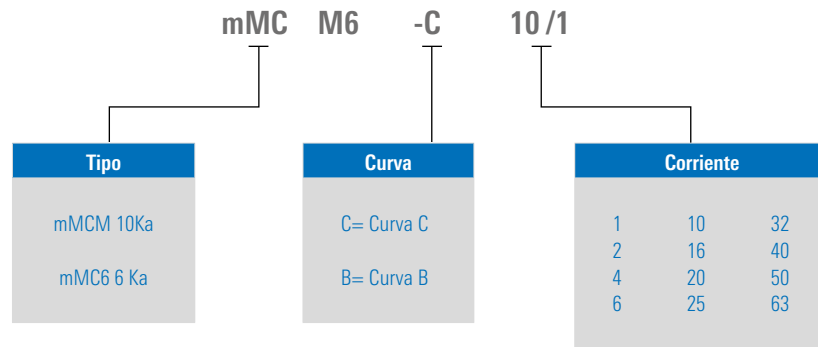 mMC M6 -C 10 /1
Tipo
mMCM 10Ka
mMC6 6 Ka
Curva
C= Curva C
B= Curva B
Corriente
1 10 32
2 16 40
4 20 50
6 25 63